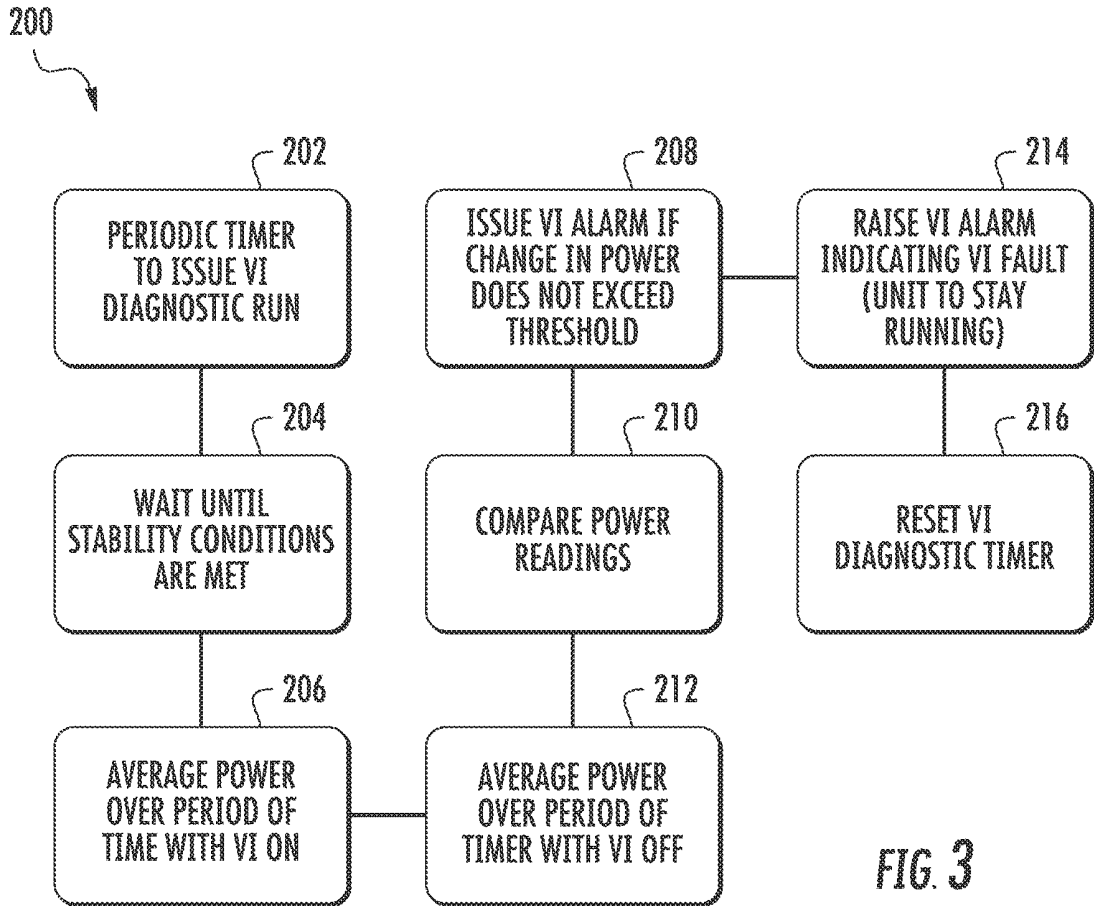 200
202
PERIODIC TIMER
TO ISSUE VI
DIAGNOSTIC RUN
204
WAIT UNTIL
STABILITY CONDITIONS
ARE MET
206
AVERAGE POWER
OVER PERIOD OF
TIME WITH VI ON
208
ISSUE VI ALARM IF
CHANGE IN POWER
DOES NOT EXCEED
THRESHOLD
210
COMPARE POWER
READINGS
212
AVERAGE POWER
OVER PERIOD OF
TIMER WITH VI OFF
214
RAISE VI ALARM
INDICATING VI FAULT
(UNIT TO STAY
RUNNING)
216
RESET VI
DIAGNOSTIC TIMER
FIG. 3